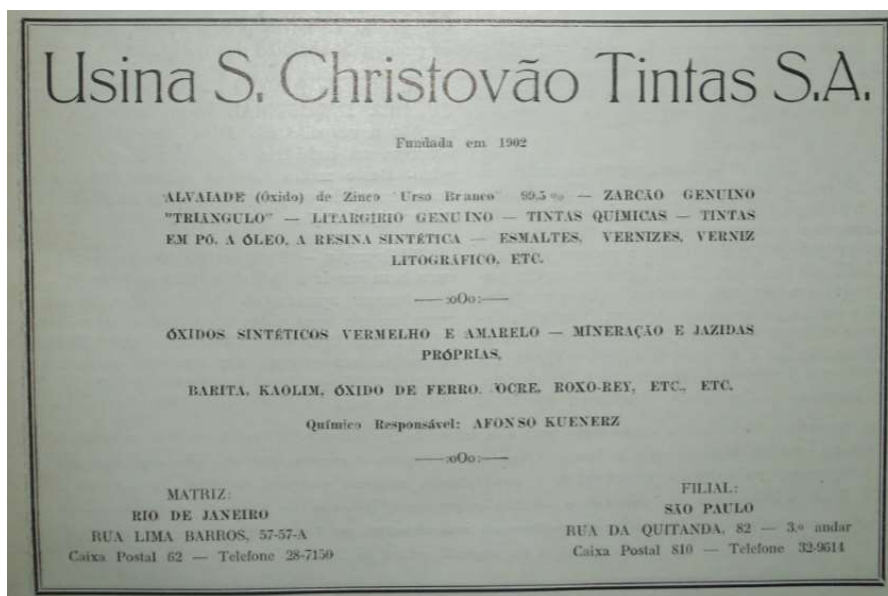 Usina S. Christovão Tintas S.A.
Fundada em 1902
ALVAIADE (Óxido) de Zinco "Urso Branco" 99,5 % — ZARCÃO GENUINO
"TRIÂNGULO" — LITARGÍRIO GENUINO — TINTAS QUÍMICAS — TINTAS
EM PÓ, A ÓLEO, A RESINA SINTÉTICA — ESMALTES, VERNIZES, VERNIZ
LITOGRÁFICO, ETC.
——:oOo:——
ÓXIDOS SINTÉTICOS VERMELHO E AMARELO — MINERAÇÃO E JAZIDAS
PRÓPRIAS,
BARITA, KAOLIM, ÓXIDO DE FERRO, OCRE, ROXO-REY, ETC., ETC.
Químico Responsável: AFONSO KUENERZ
——:oOo:——
MATRIZ:
RIO DE JANEIRO
RUA LIMA BARROS, 57-57-A
Caixa Postal 62 — Telefone 28-7150
FILIAL:
SÃO PAULO
RUA DA QUITANDA, 82 — 3.º andar
Caixa Postal 810 — Telefone 32-9614